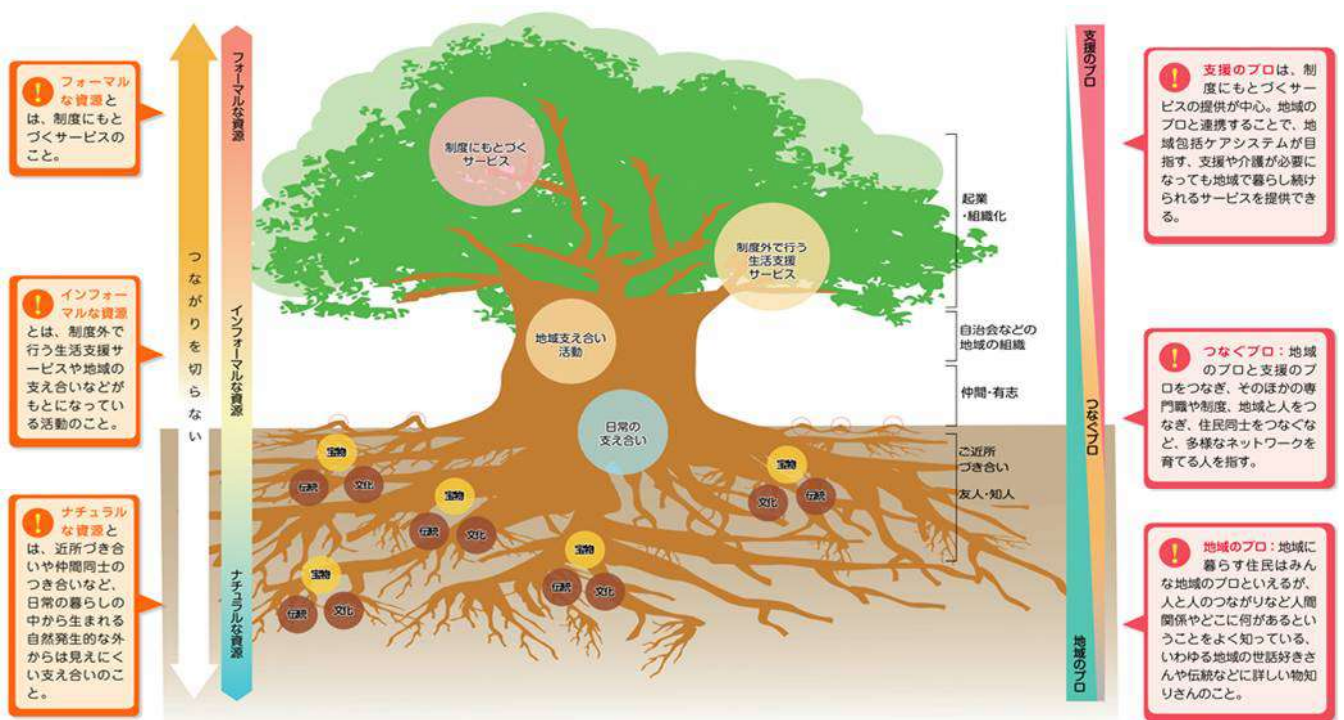 フォーマル
な資源と
は、制度にもと
づくサービスの
こと。
インフォー
マルな資源
とは、制度外で
行う生活支援サ
ービスや地域の
支え合いなどが
もとになってい
る活動のこと。
ナチュラル
な資源と
は、近所づき合
いや仲間同士の
つき合いなど、
日常の暮らしの
中から生まれる
自然発生的な外
からは見えにく
い支え合いのこ
と。
つながりを切らない
フォーマルな資源
インフォーマルな資源
ナチュラルな資源
制度にもとづく
サービス
制度外で行う
生活支援
サービス
地域支え合い
活動
日常の
支え合い
宝物
伝統
文化
宝物
伝統
文化
宝物
文化
伝統
宝物
伝統
文化
宝物
伝統
文化
起業
・組織化
自治会などの
地域の組織
仲間・有志
ご近所
づき合い
友人・知人
支援のプロ
つなぐプロ
地域のプロ
支援のプロは、制
度にもとづくサー
ビスの提供が中心。地域の
プロと連携することで、地
域包括ケアシステムが目
指す、支援や介護が必要に
なっても地域で暮らし続け
られるサービスを提供でき
る。
つなぐプロ：地域
のプロと支援のプ
ロをつなぎ、そのほかの専
門職や制度、地域と人をつ
なぎ、住民同士をつなぐな
ど、多様なネットワークを
育てる人を指す。
地域のプロ：地域に
暮らす住民はみん
な地域のプロといえるが、
人と人のつながりなど人間
関係やどこに何があるとい
うことをよく知っている、
いわゆる地域の世話好きさ
んや伝統などに詳しい物知
りさんのこと。